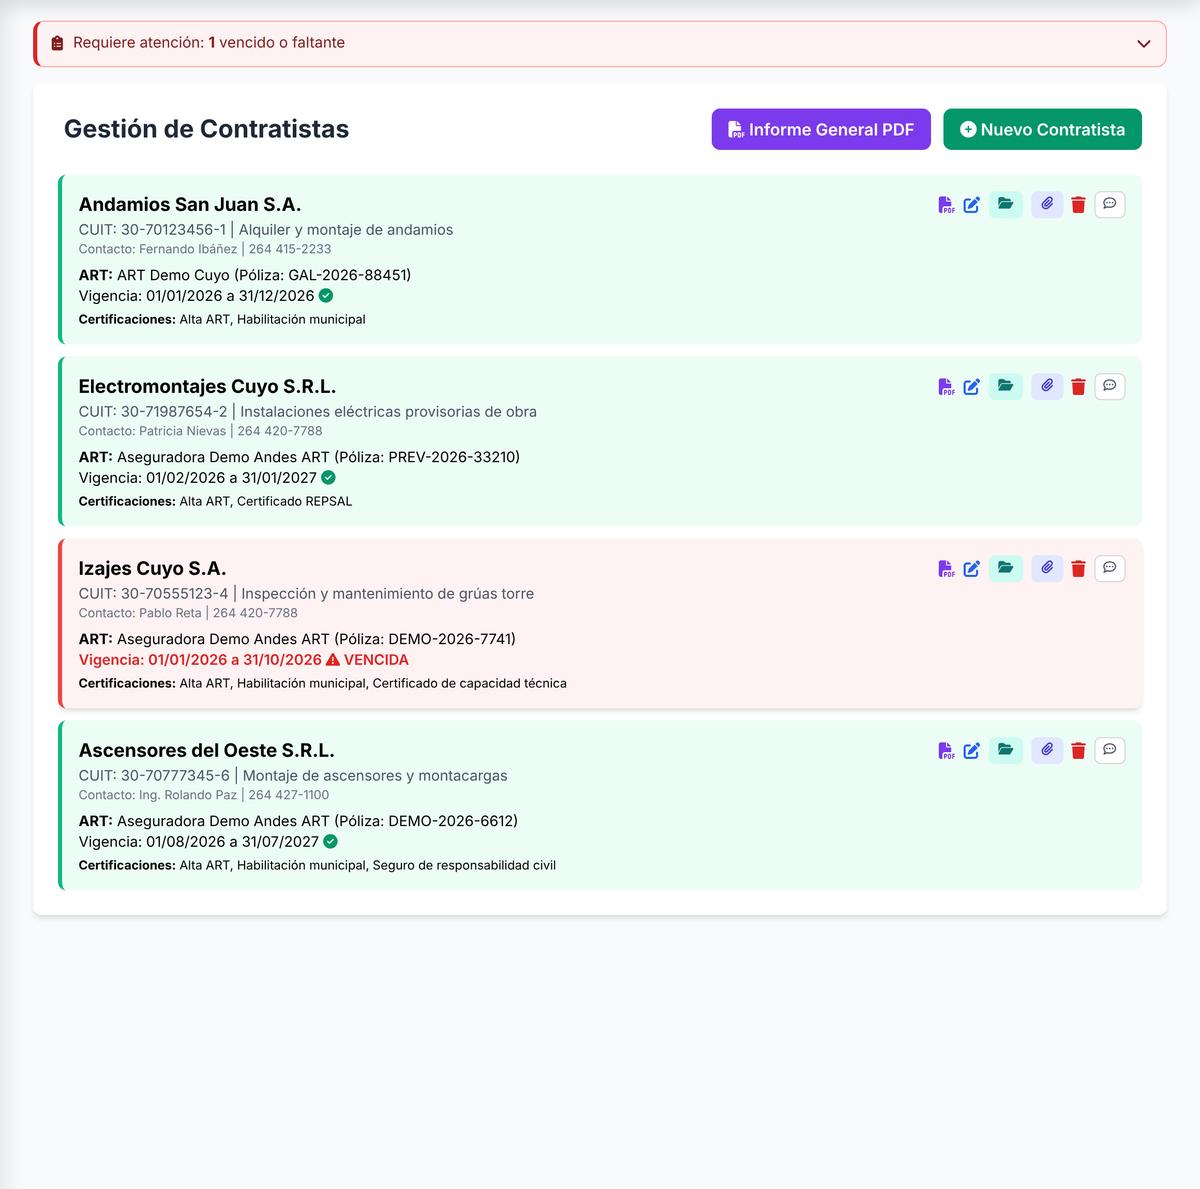 Requiere atención: 1 vencido o faltante
Gestión de Contratistas
Informe General PDF
Nuevo Contratista
Andamios San Juan S.A.
CUIT: 30-70123456-1 | Alquiler y montaje de andamios
Contacto: Fernando Ibáñez | 264 415-2233
ART: ART Demo Cuyo (Póliza: GAL-2026-88451)
Vigencia: 01/01/2026 a 31/12/2026
Certificaciones: Alta ART, Habilitación municipal
PDF
Electromontajes Cuyo S.R.L.
CUIT: 30-71987654-2 | Instalaciones eléctricas provisorias de obra
Contacto: Patricia Nievas | 264 420-7788
ART: Aseguradora Demo Andes ART (Póliza: PREV-2026-33210)
Vigencia: 01/02/2026 a 31/01/2027
Certificaciones: Alta ART, Certificado REPSAL
PDF
Izajes Cuyo S.A.
CUIT: 30-70555123-4 | Inspección y mantenimiento de grúas torre
Contacto: Pablo Reta | 264 420-7788
ART: Aseguradora Demo Andes ART (Póliza: DEMO-2026-7741)
Vigencia: 01/01/2026 a 31/10/2026 VENCIDA
Certificaciones: Alta ART, Habilitación municipal, Certificado de capacidad técnica
PDF
Ascensores del Oeste S.R.L.
CUIT: 30-70777345-6 | Montaje de ascensores y montacargas
Contacto: Ing. Rolando Paz | 264 427-1100
ART: Aseguradora Demo Andes ART (Póliza: DEMO-2026-6612)
Vigencia: 01/08/2026 a 31/07/2027
Certificaciones: Alta ART, Habilitación municipal, Seguro de responsabilidad civil
PDF